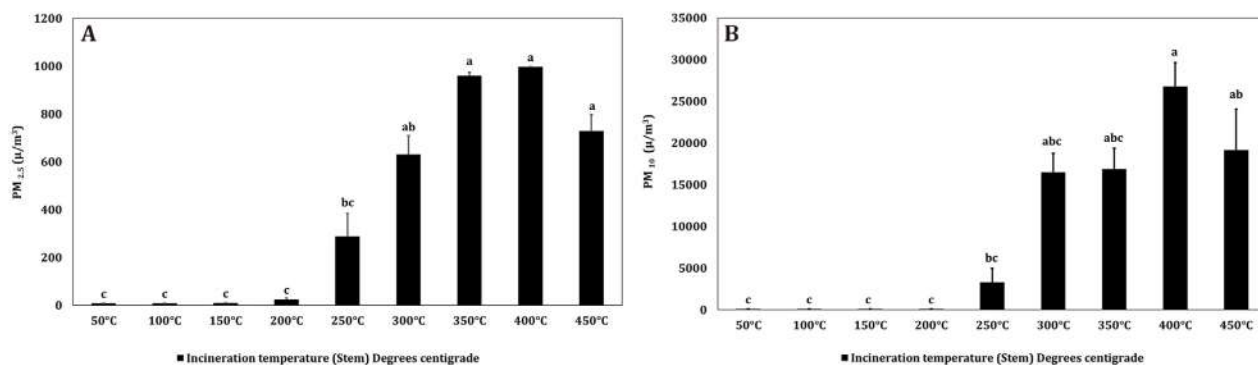 A
PM 2.5 (µ/m³)
1200
1000
800
600
400
200
0
c
c
c
c
bc
ab
a
a
a
50°C 100°C 150°C 200°C 250°C 300°C 350°C 400°C 450°C
■ Incineration temperature (Stem) Degrees centigrade
B
PM 10 (µ/m³)
35000
30000
25000
20000
15000
10000
5000
0
c
c
c
c
bc
abc
abc
a
ab
50°C 100°C 150°C 200°C 250°C 300°C 350°C 400°C 450°C
■ Incineration temperature (Stem) Degrees centigrade